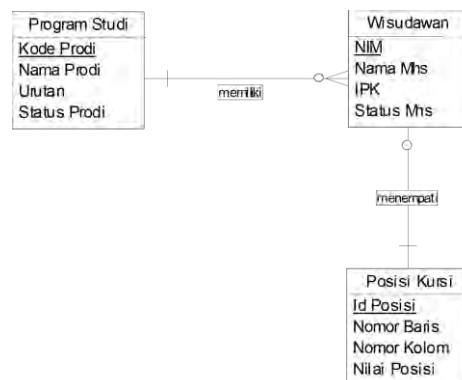 Program Studi
Kode Prodi
Nama Prodi
Urutan
Status Prodi
memiliki
Wisudawan
NIM
Nama Mhs
IPK
Status Mhs
menempati
Posisi Kursi
Id Posisi
Nomor Baris
Nomor Kolom
Nilai Posisi